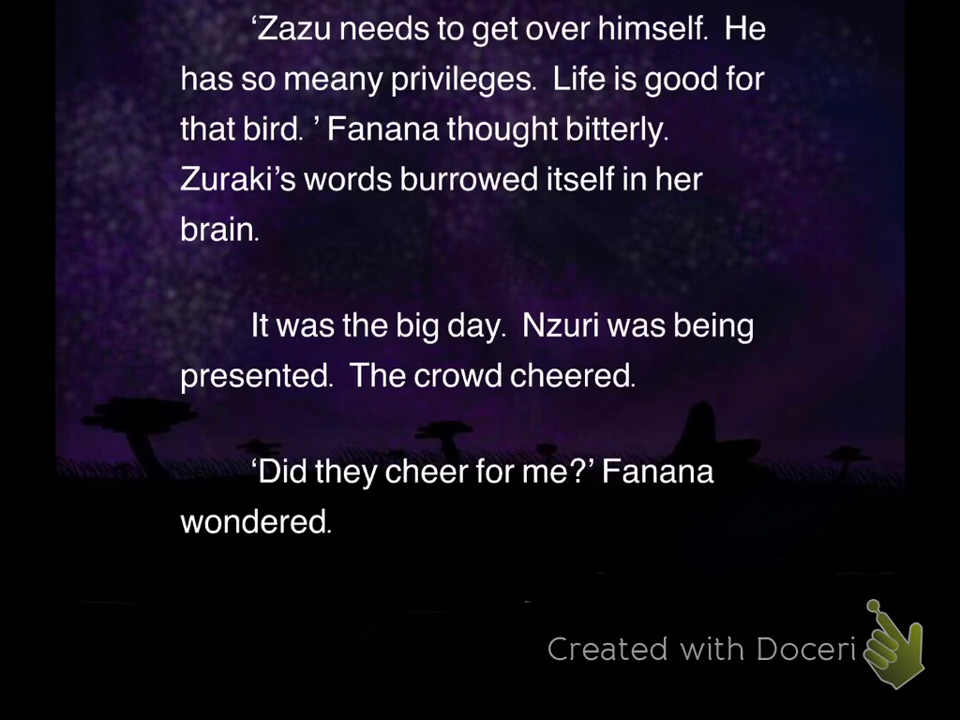 ‘Zazu needs to get over himself.  He
has so meany privileges.  Life is good for
that bird. ’ Fanana thought bitterly.
Zuraki’s words burrowed itself in her
brain.
It was the big day.  Nzuri was being
presented.  The crowd cheered.
‘Did they cheer for me?’ Fanana
wondered.
Created with Doceri